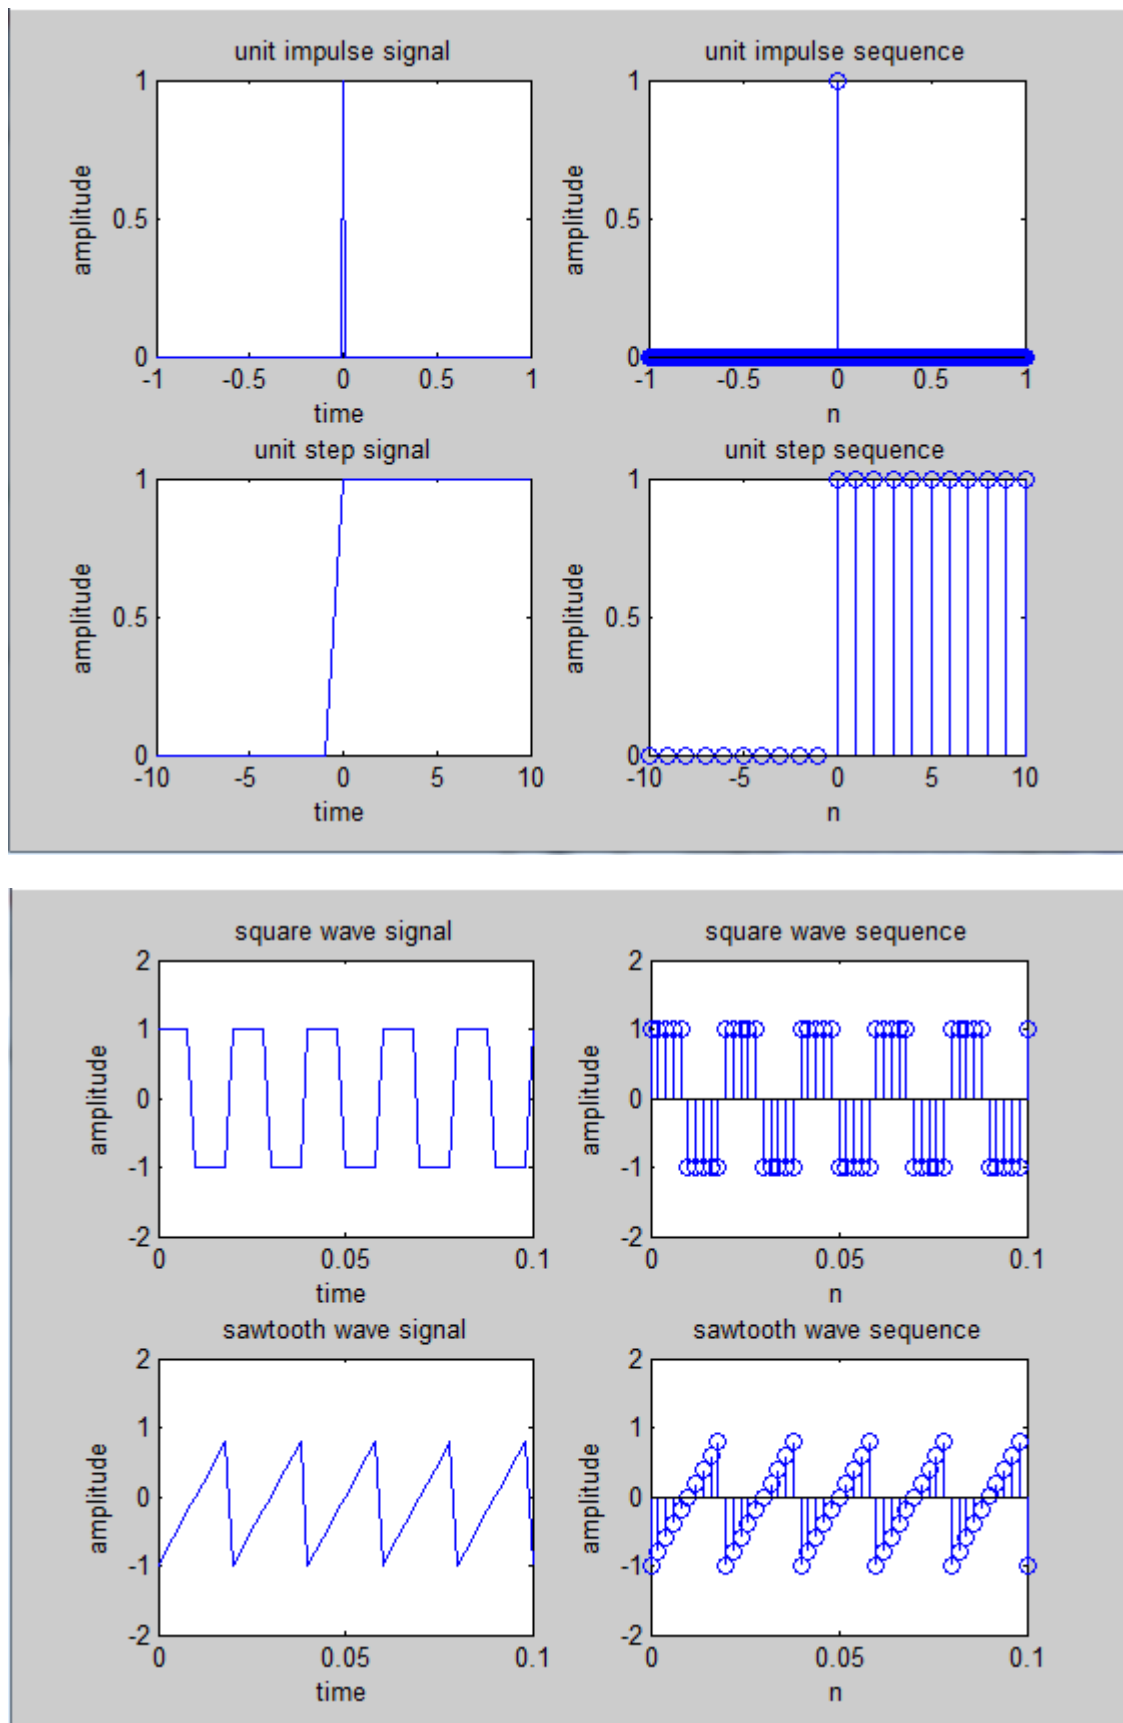 unit impulse signal
1
0.5
0
-1 -0.5 0 0.5 1
amplitude
time
unit impulse sequence
1
0.5
0
-1 -0.5 0 0.5 1
amplitude
n
unit step signal
1
0.5
0
-10 -5 0 5 10
amplitude
time
unit step sequence
1
0.5
0
-10 -5 0 5 10
amplitude
n
square wave signal
2
1
0
-1
-2
0 0.05 0.1
amplitude
time
square wave sequence
2
1
0
-1
-2
0 0.05 0.1
amplitude
n
sawtooth wave signal
2
1
0
-1
-2
0 0.05 0.1
amplitude
time
sawtooth wave sequence
2
1
0
-1
-2
0 0.05 0.1
amplitude
n